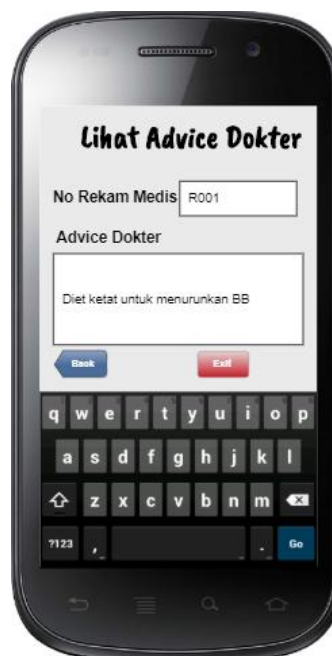 Lihat Advice Dokter
No Rekam Medis R001
Advice Dokter
Diet ketat untuk menurunkan BB
Back Exit
q w e r t y u i o p
a s d f g h j k l
z x c v b n m
?123 , . Go